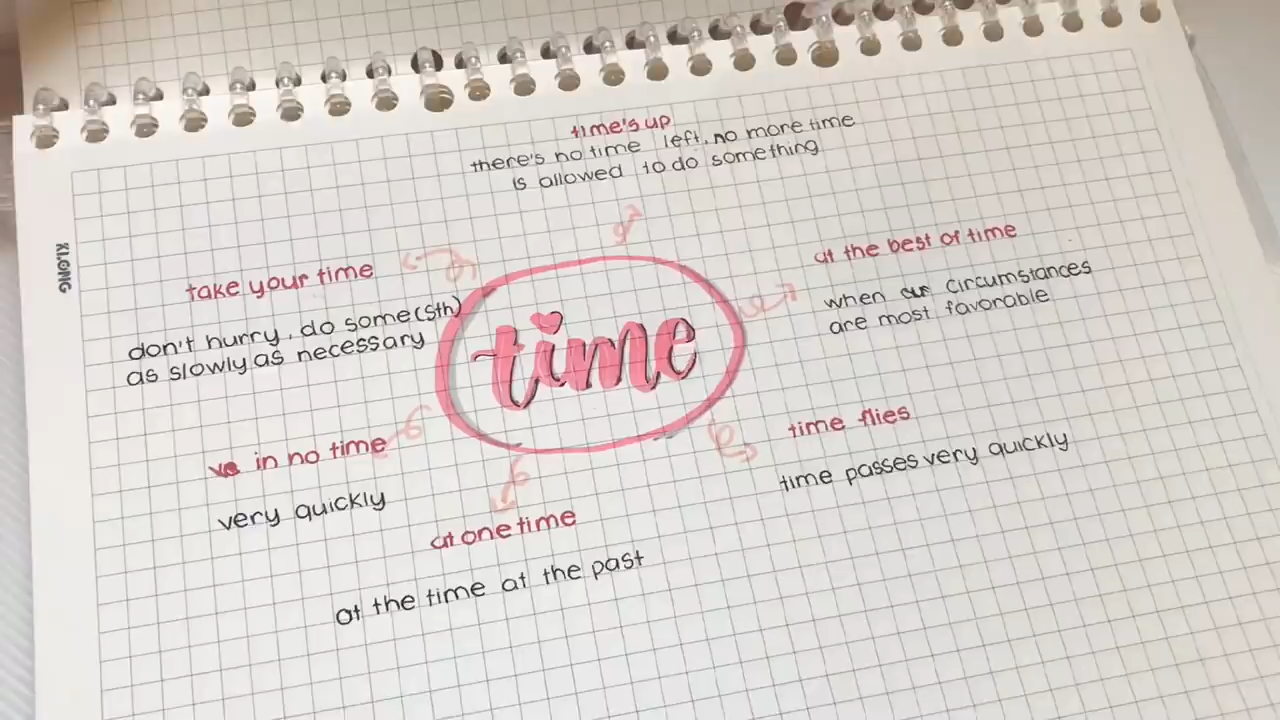 time's up
there's no time left, no more time
is allowed to do something
KLONG
take your time
don't hurry, do some(sth)
as slowly as necessary
at the best of time
when circumstances
are most favorable
time
in no time
very quickly
time flies
time passes very quickly
at one time
at the time at the past